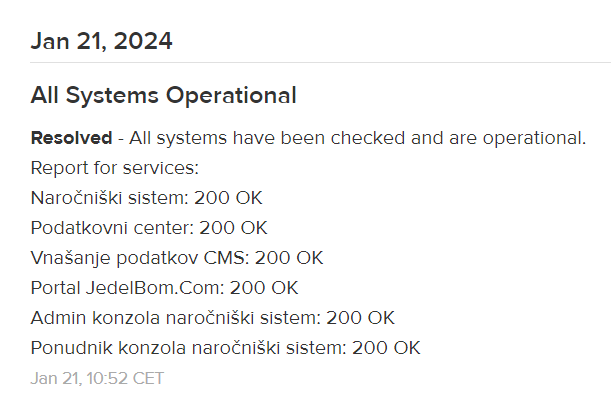 Jan 21, 2024
All Systems Operational
Resolved - All systems have been checked and are operational.
Report for services:
Naročniški sistem: 200 OK
Podatkovni center: 200 OK
Vnašanje podatkov CMS: 200 OK
Portal JedelBom.Com: 200 OK
Admin konzola naročniški sistem: 200 OK
Ponudnik konzola naročniški sistem: 200 OK
Jan 21, 10:52 CET